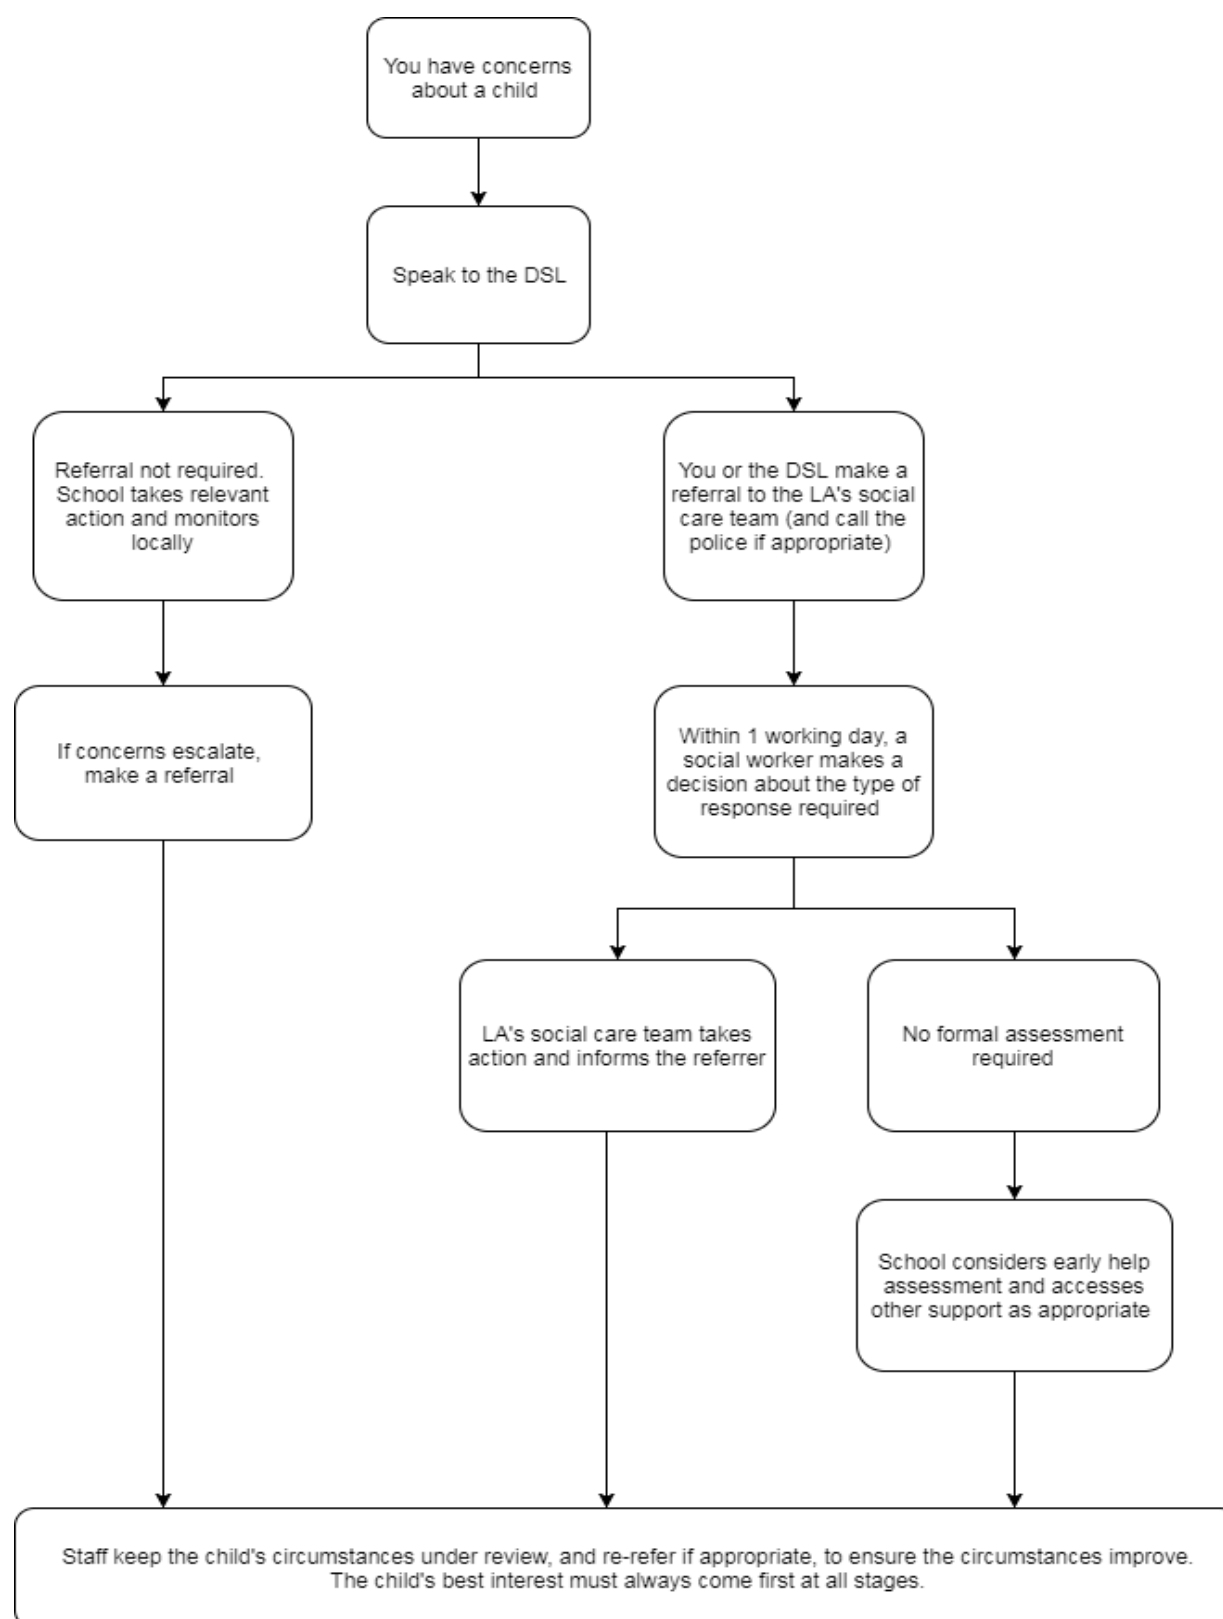 You have concerns
about a child
Speak to the DSL
Referral not required.
School takes relevant
action and monitors
locally
You or the DSL make a
referral to the LA's social
care team (and call the
police if appropriate)
If concerns escalate,
make a referral
Within 1 working day, a
social worker makes a
decision about the type of
response required
LA's social care team takes
action and informs the referrer
No formal assessment
required
School considers early help
assessment and accesses
other support as appropriate
Staff keep the child's circumstances under review, and re-refer if appropriate, to ensure the circumstances improve.
The child's best interest must always come first at all stages.